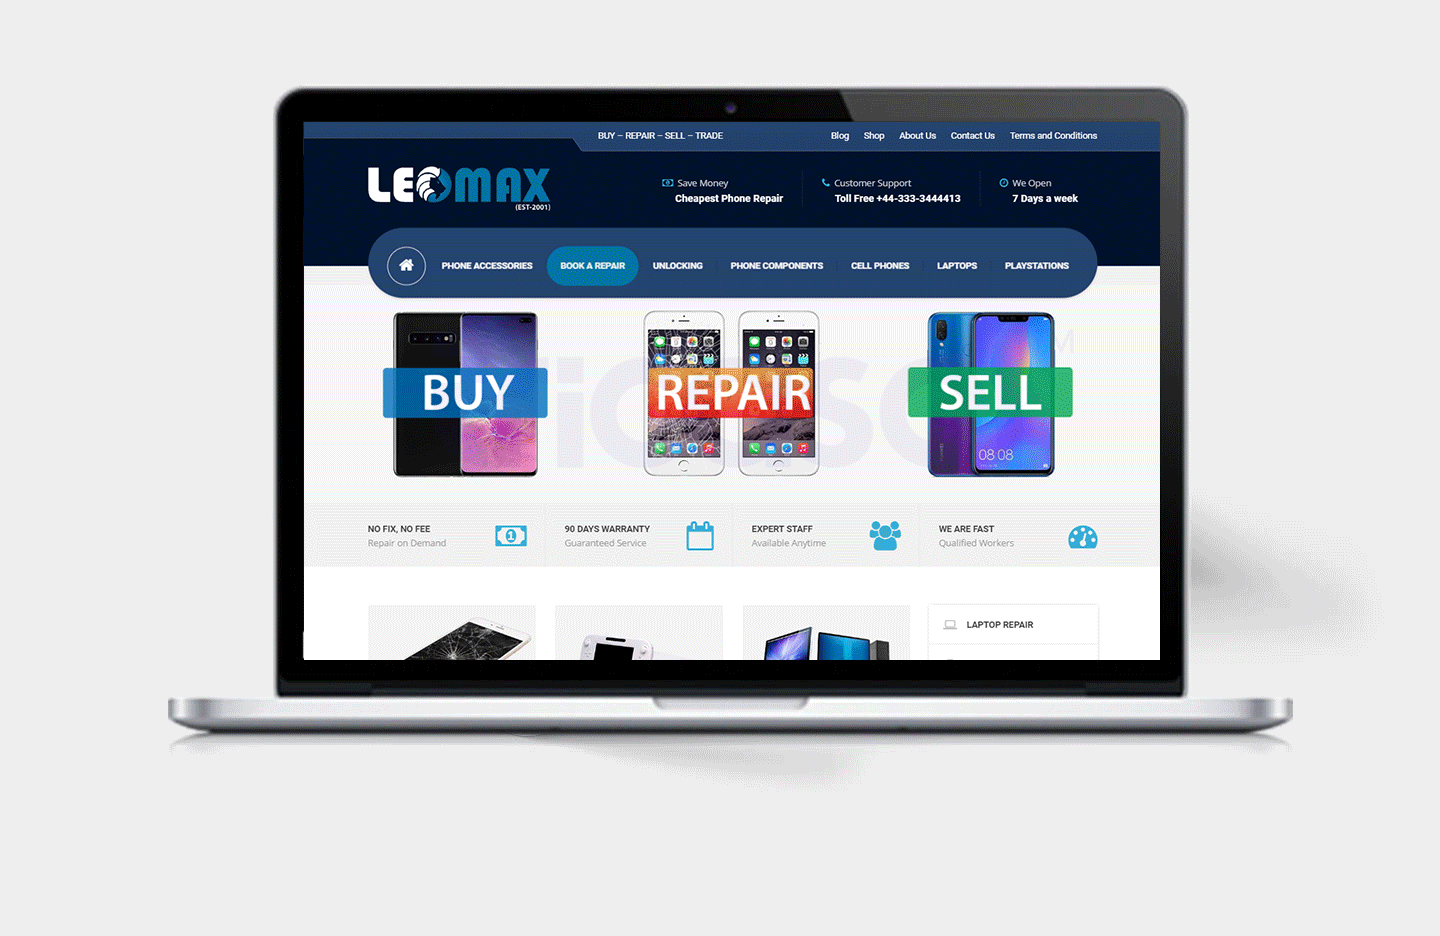 BUY – REPAIR – SELL – TRADE
Blog Shop About Us Contact Us Terms and Conditions
LEOMAX
(EST-2001)
Save Money
Cheapest Phone Repair
Customer Support
Toll Free +44-333-3444413
We Open
7 Days a week
PHONE ACCESSORIES BOOK A REPAIR UNLOCKING PHONE COMPONENTS CELL PHONES LAPTOPS PLAYSTATIONS
BUY
REPAIR
SELL
08:08
NO FIX, NO FEE
Repair on Demand
1
90 DAYS WARRANTY
Guaranteed Service
EXPERT STAFF
Available Anytime
WE ARE FAST
Qualified Workers
LAPTOP REPAIR